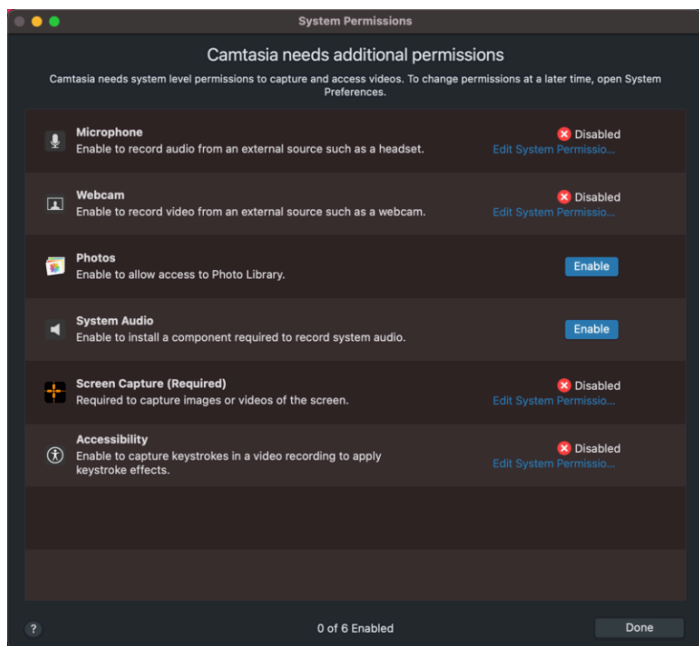 System Permissions
Camtasia needs additional permissions
Camtasia needs system level permissions to capture and access videos. To change permissions at a later time, open System
Preferences.
Microphone
Enable to record audio from an external source such as a headset.
Disabled
Edit System Permissio...
Webcam
Enable to record video from an external source such as a webcam.
Disabled
Edit System Permissio...
Photos
Enable to allow access to Photo Library.
Enable
System Audio
Enable to install a component required to record system audio.
Enable
Screen Capture (Required)
Required to capture images or videos of the screen.
Disabled
Edit System Permissio...
Accessibility
Enable to capture keystrokes in a video recording to apply
keystroke effects.
Disabled
Edit System Permissio...
?
0 of 6 Enabled
Done